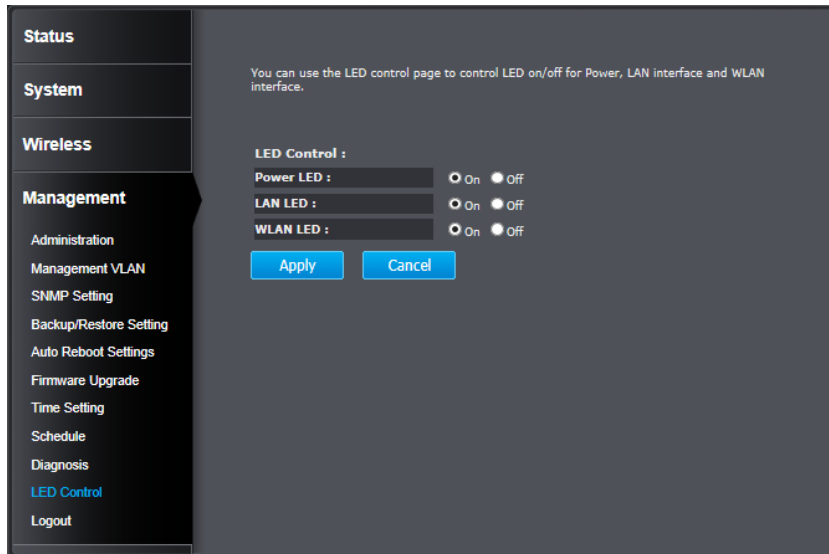 Status
System
Wireless
Management
Administration
Management VLAN
SNMP Setting
Backup/Restore Setting
Auto Reboot Settings
Firmware Upgrade
Time Setting
Schedule
Diagnosis
LED Control
Logout
You can use the LED control page to control LED on/off for Power, LAN interface and WLAN
interface.
LED Control :
Power LED : On Off
LAN LED : On Off
WLAN LED : On Off
Apply Cancel